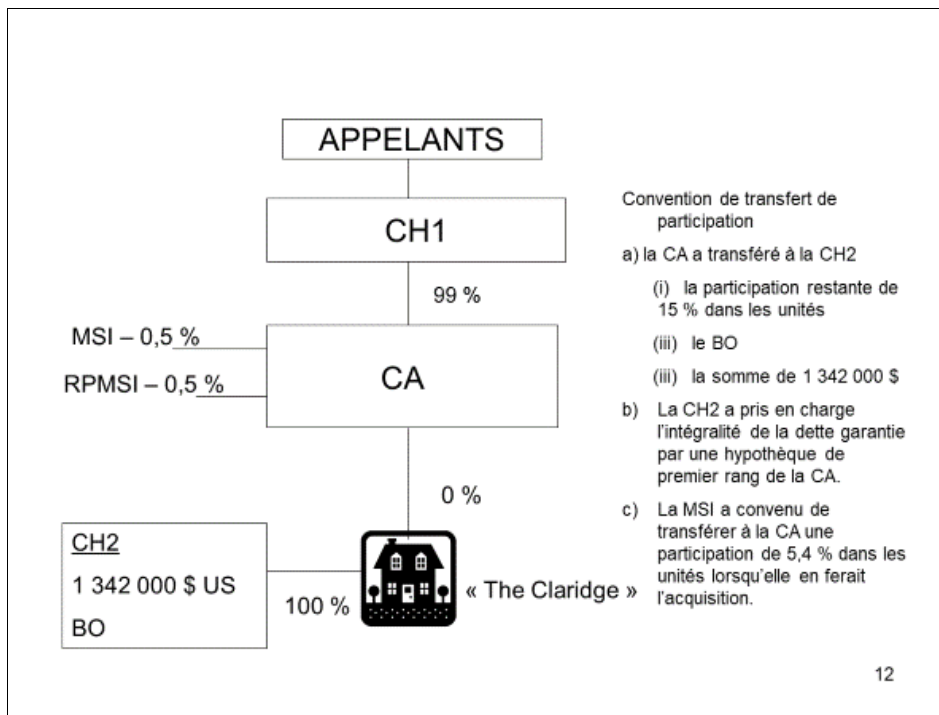 APPELANTS
CH1
99 %
MSI – 0,5 %
RPMSI – 0,5 %
CA
0 %
CH2
1 342 000 $ US
BO
100 %
« The Claridge »
Convention de transfert de
participation
a) la CA a transféré à la CH2
(i) la participation restante de
15 % dans les unités
(iii) le BO
(iii) la somme de 1 342 000 $
b) La CH2 a pris en charge
l'intégralité de la dette garantie
par une hypothèque de
premier rang de la CA.
c) La MSI a convenu de
transférer à la CA une
participation de 5,4 % dans les
unités lorsqu'elle en ferait
l'acquisition.
12